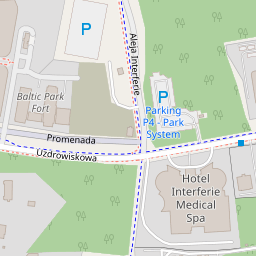 P
Aleja Interferie
Baltic Park
Fort
P
Parking
P4 - Park
System
Promenada
Uzdrowiskowa
Hotel
Interferie
Medical
Spa